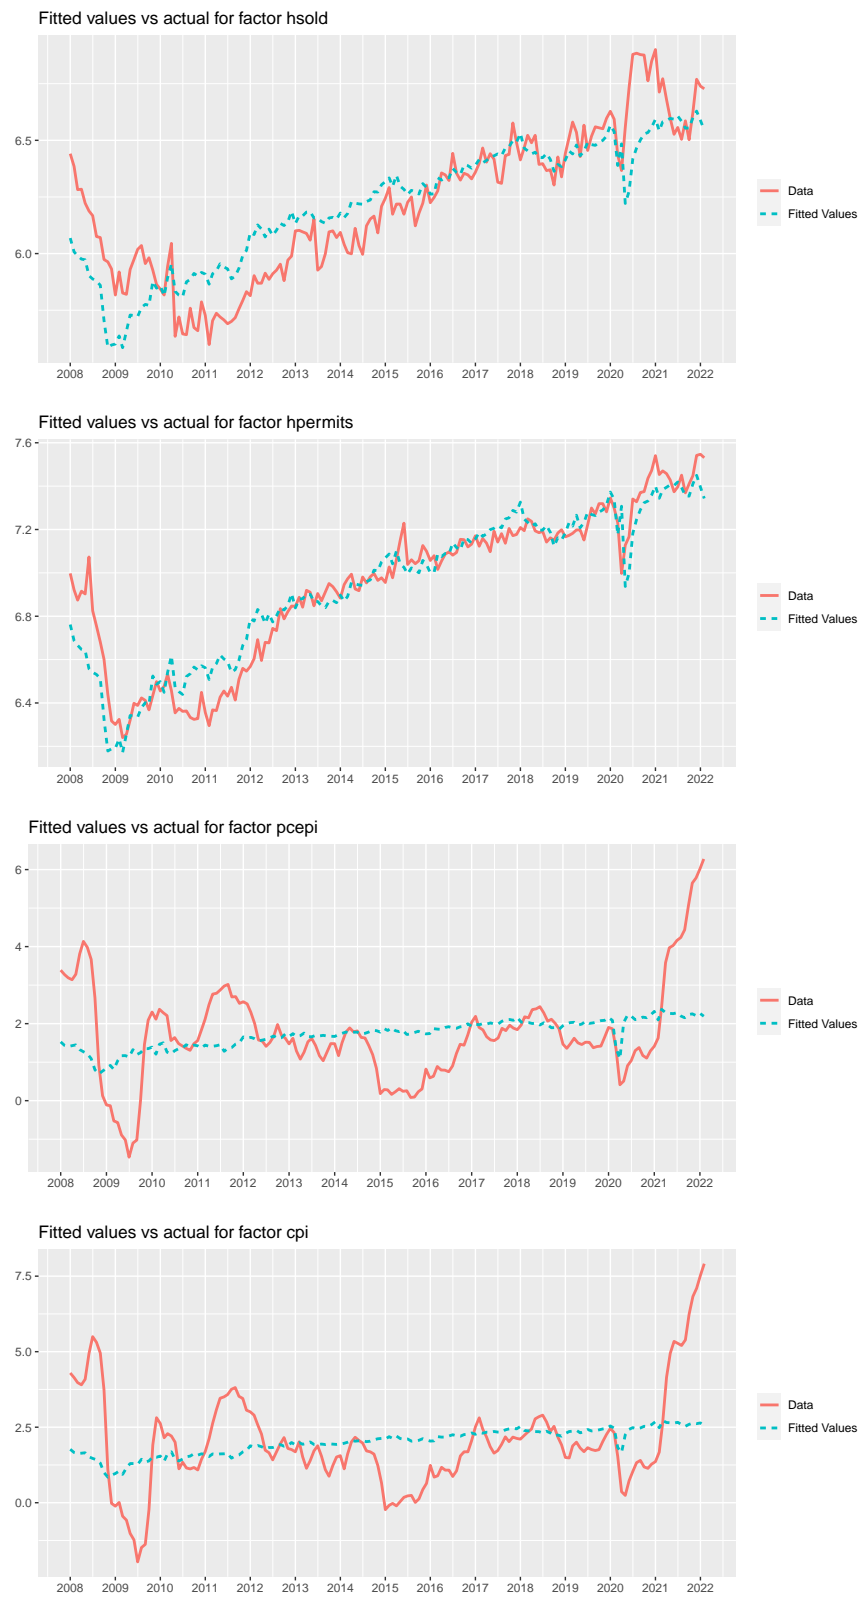 Fitted values vs actual for factor hsold
6.5
6.0
2008 2009 2010 2011 2012 2013 2014 2015 2016 2017 2018 2019 2020 2021 2022
Data
Fitted Values
Fitted values vs actual for factor hpermits
7.6
7.2
6.8
6.4
2008 2009 2010 2011 2012 2013 2014 2015 2016 2017 2018 2019 2020 2021 2022
Data
Fitted Values
Fitted values vs actual for factor pcepi
6
4
2
0
2008 2009 2010 2011 2012 2013 2014 2015 2016 2017 2018 2019 2020 2021 2022
Data
Fitted Values
Fitted values vs actual for factor cpi
7.5
5.0
2.5
0.0
2008 2009 2010 2011 2012 2013 2014 2015 2016 2017 2018 2019 2020 2021 2022
Data
Fitted Values